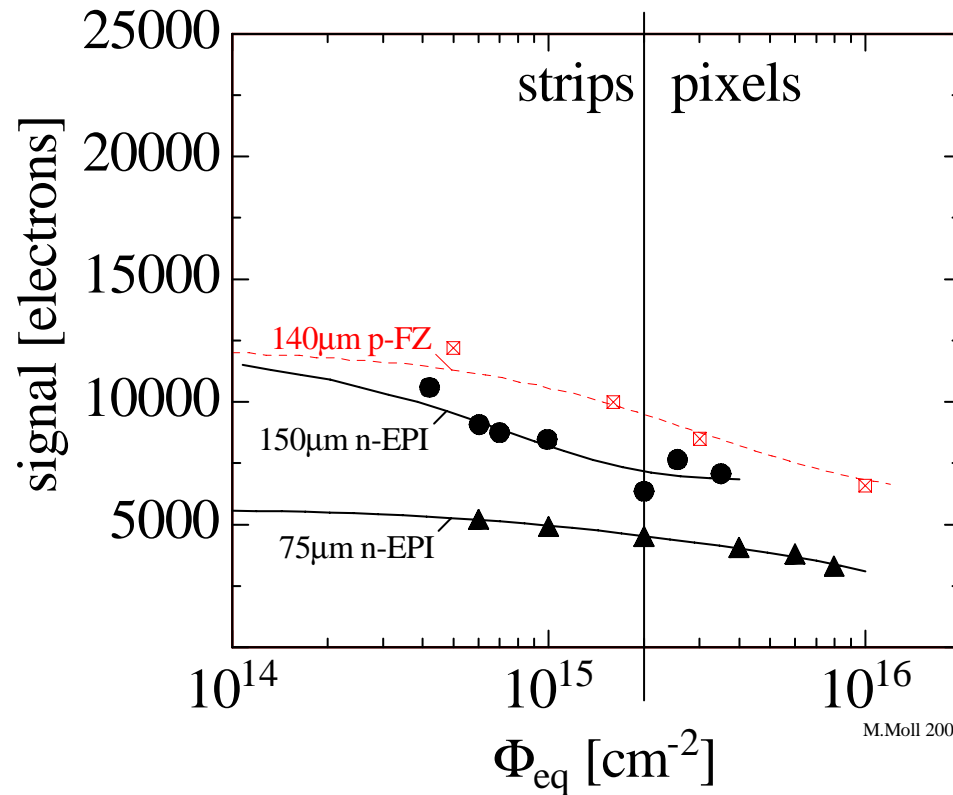 25000
20000
15000
10000
5000
signal [electrons]
strips
pixels
140μm p-FZ
150μm n-EPI
75μm n-EPI
10¹⁴
10¹⁵
10¹⁶
Φeq [cm⁻²]
M.Moll 200